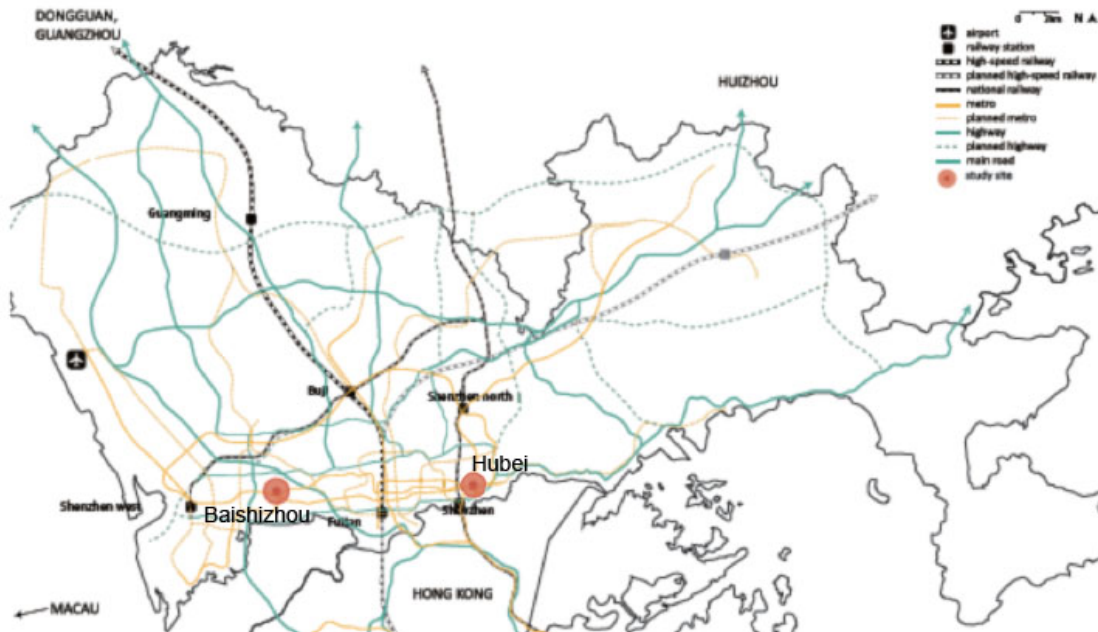 DONGGUAN,
GUANGZHOU
HUIZHOU
0 2km N
airport
railway station
high-speed railway
planned high-speed railway
national railway
metro
planned metro
highway
planned highway
main road
study site
Guangming
Buji
Shenzhen north
Hubei
Shenzhen west
Baishizhou
Futian
Shenzhen
HONG KONG
MACAU